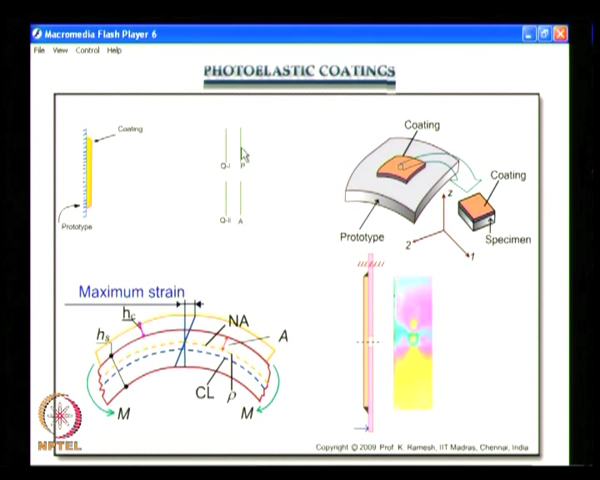 Macromedia Flash Player 6
File View Control Help
PHOTOELASTIC COATINGS
Coating
Prototype
Q-I P
Q-II A
Coating
Coating
Prototype
Specimen
z
2
1
Maximum strain
hc
hs
NA
A
CL
ρ
M
M
NPTEL
Copyright © 2009 Prof. K. Ramesh, IIT Madras, Chennai, India